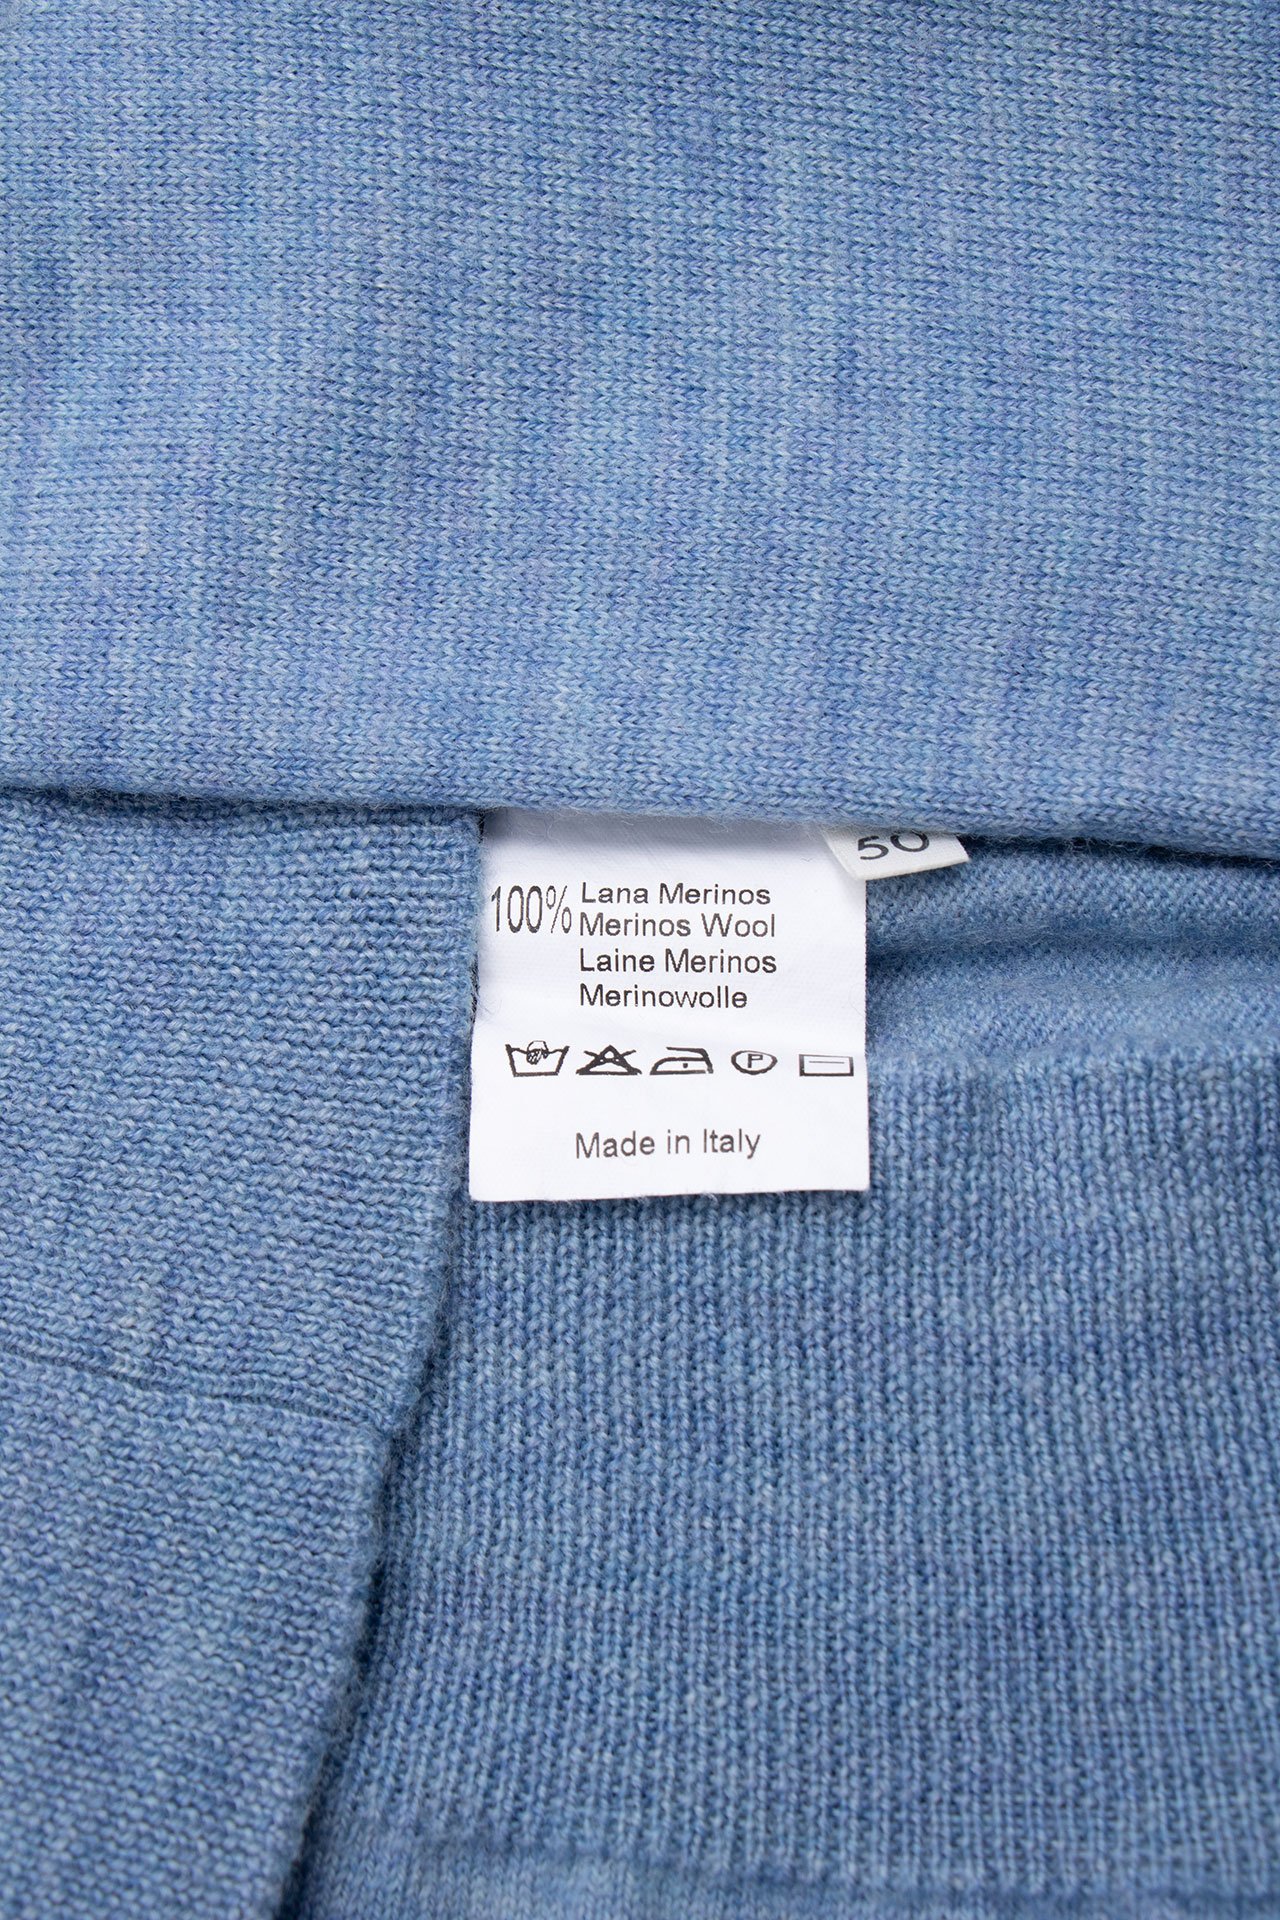 50
100% Lana Merinos
Merinos Wool
Laine Merinos
Merinowolle
P
Made in Italy